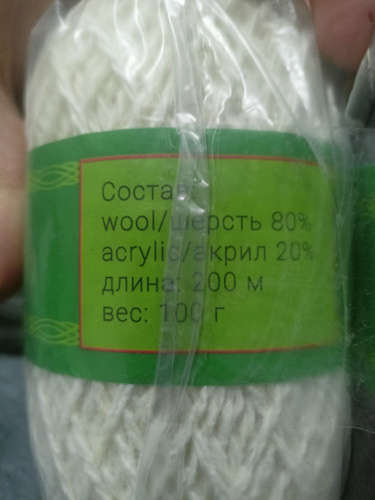 Состав:
wool/шерсть 80%
acrylic/акрил 20%
длина: 200 м
вес: 100 г